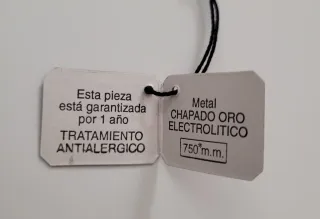 Esta pieza
está garantizada
por 1 año
TRATAMIENTO
ANTIALERGICO
Metal
CHAPADO ORO
ELECTROLITICO
750*m.m.